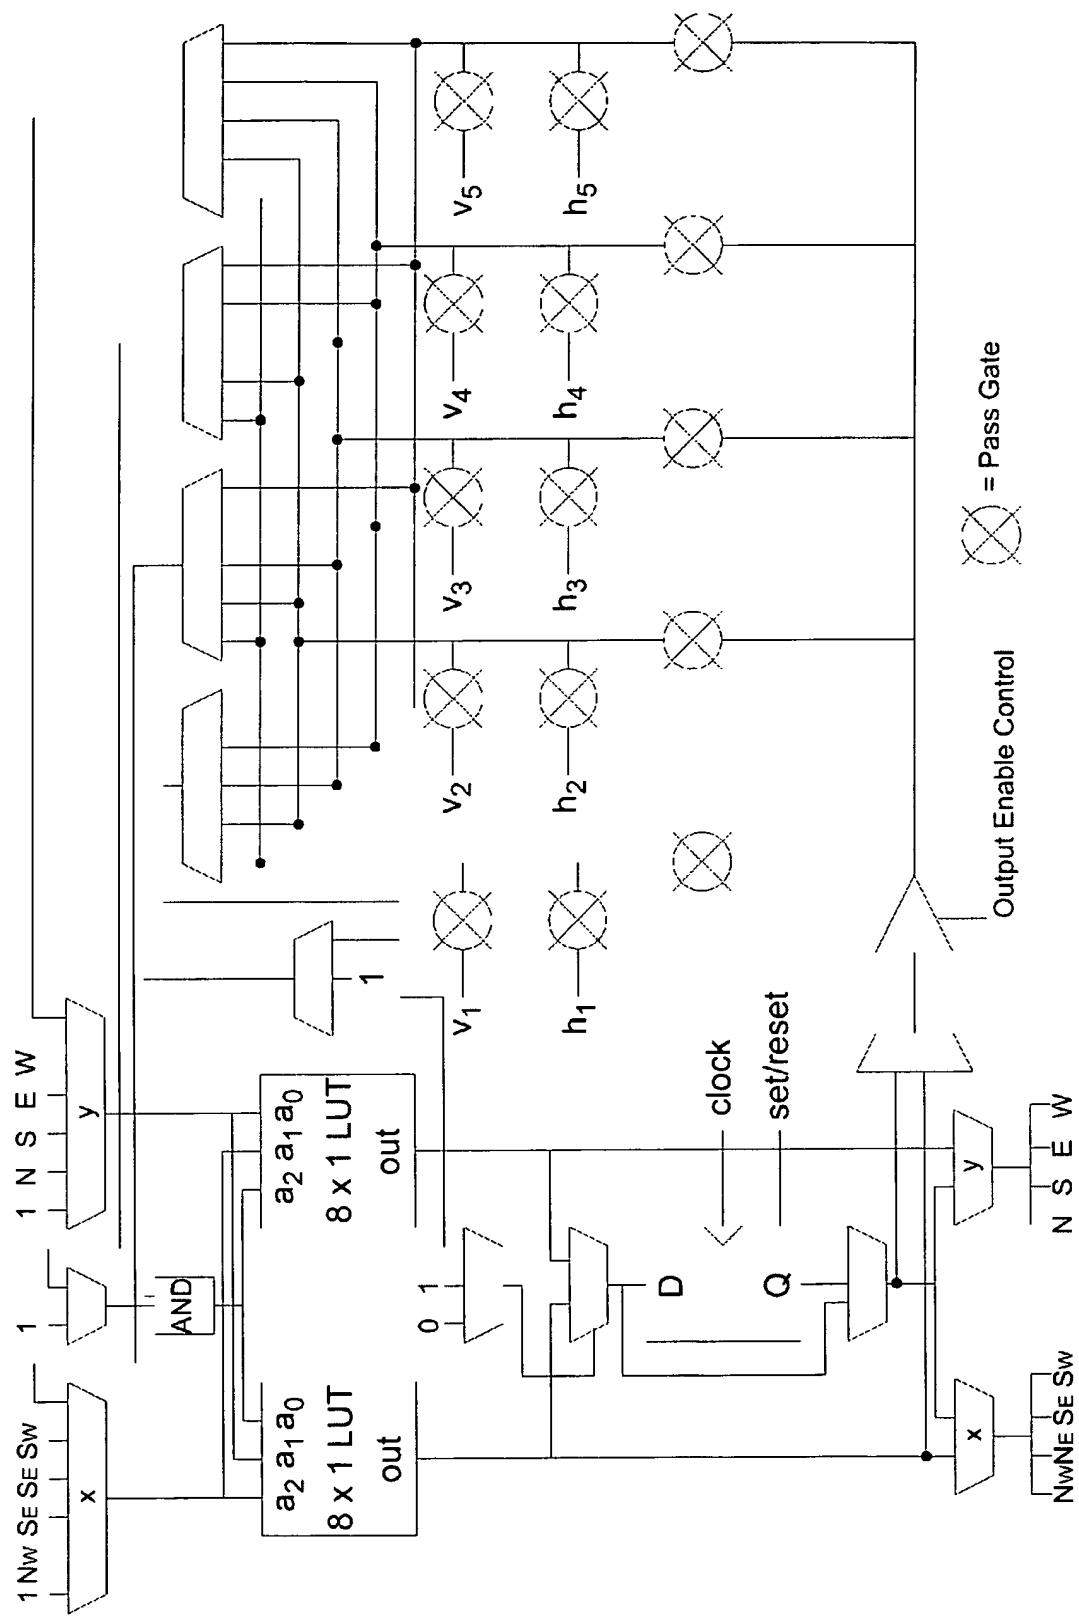 1 NW SE SE SW
x
1
1 N S E W
y
AND
a2 a1 a0
8 x 1 LUT
out
a2 a1 a0
8 x 1 LUT
out
0 1
1
D
Q
clock
set/reset
x
NW NE SE SW
y
N S E W
v1
h1
v2
h2
v3
h3
v4
h4
v5
h5
Output Enable Control
= Pass Gate